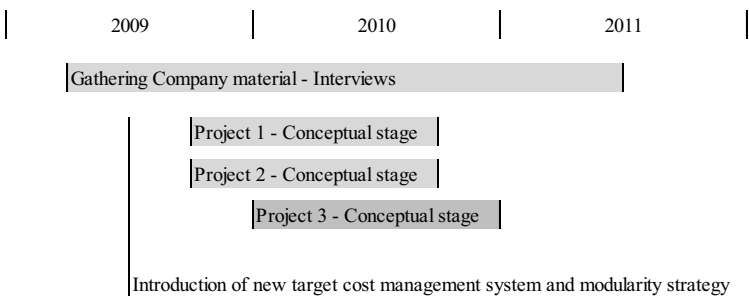 2009 2010 2011
Gathering Company material - Interviews
Project 1 - Conceptual stage
Project 2 - Conceptual stage
Project 3 - Conceptual stage
Introduction of new target cost management system and modularity strategy